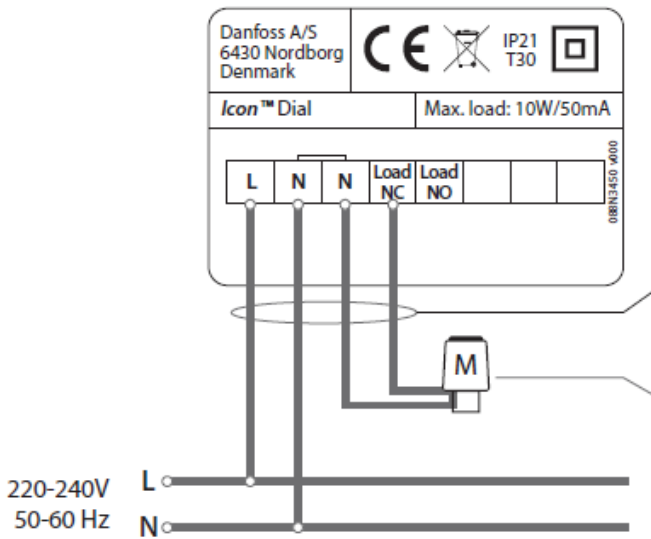 Danfoss A/S
6430 Nordborg
Denmark
CE
IP21
T30
Icon™ Dial
Max. load: 10W/50mA
L N N Load NC Load NO
088N3450 v000
M
220-240V L
50-60 Hz N